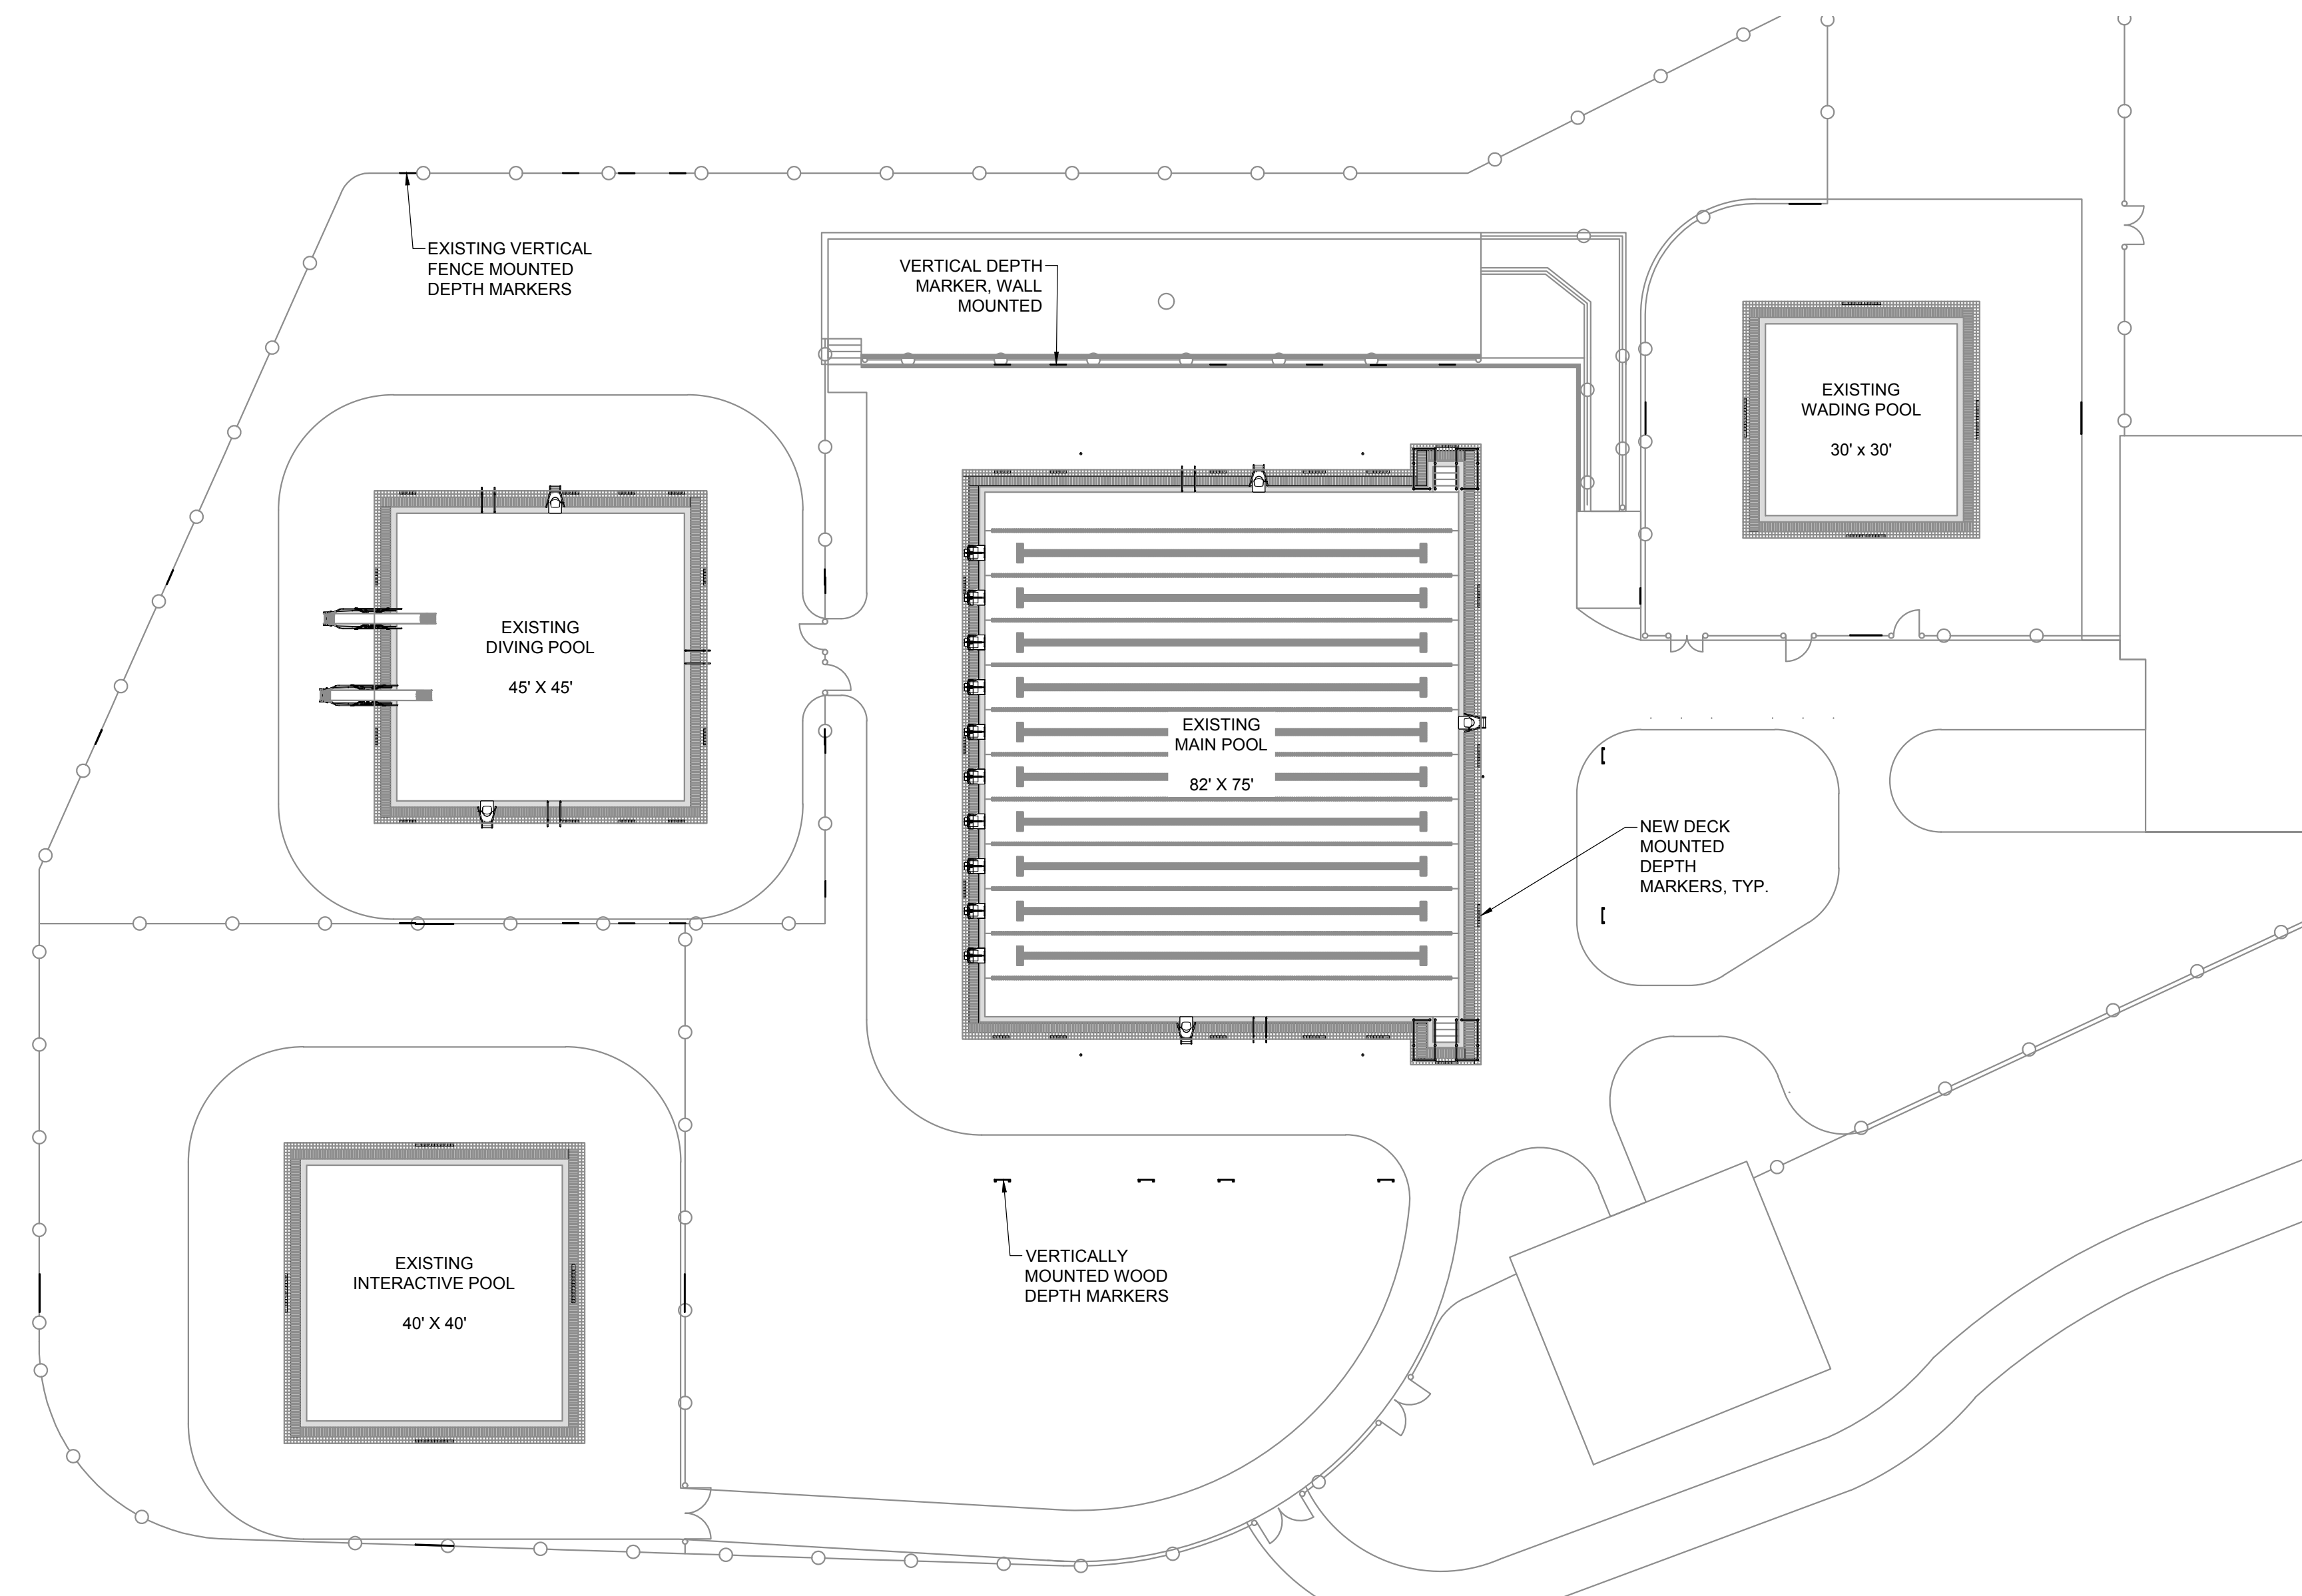 EXISTING VERTICAL
FENCE MOUNTED
DEPTH MARKERS
VERTICAL DEPTH
MARKER, WALL
MOUNTED
EXISTING
WADING POOL
30' x 30'
EXISTING
DIVING POOL
45' X 45'
EXISTING
MAIN POOL
82' X 75'
NEW DECK
MOUNTED
DEPTH
MARKERS, TYP.
EXISTING
INTERACTIVE POOL
40' X 40'
VERTICALLY
MOUNTED WOOD
DEPTH MARKERS